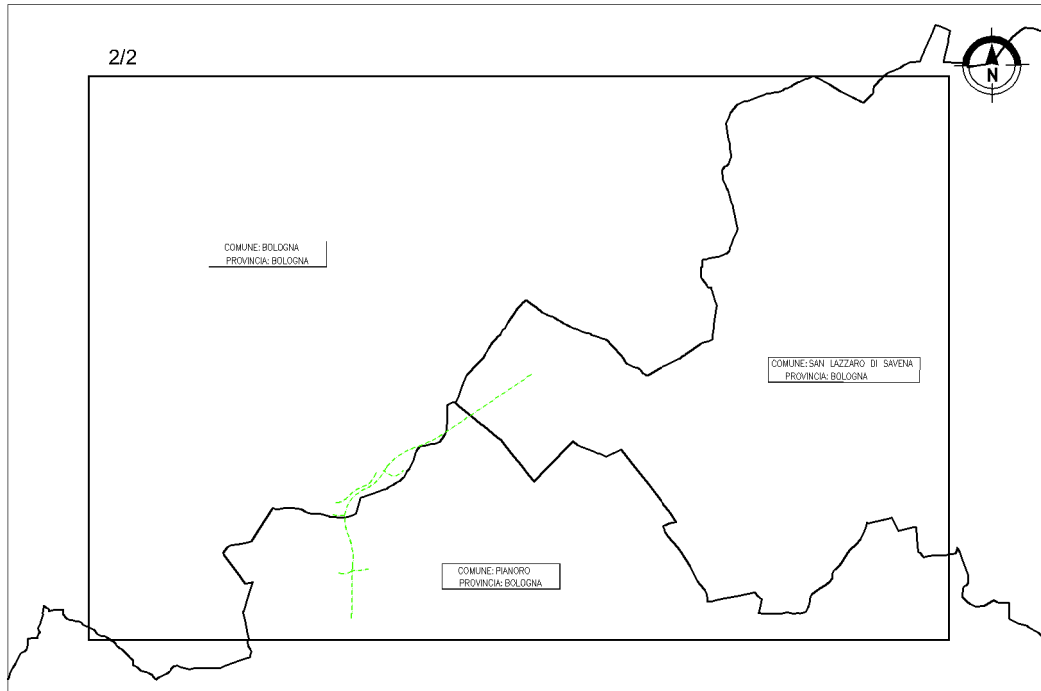 2/2
N
COMUNE: BOLOGNA
PROVINCIA: BOLOGNA
COMUNE: SAN LAZZARO DI SAVENA
PROVINCIA: BOLOGNA
COMUNE: PIANORO
PROVINCIA: BOLOGNA